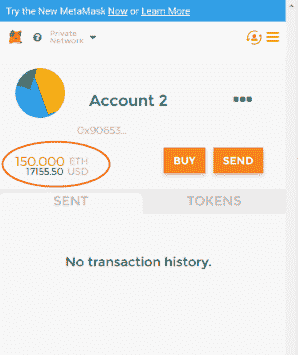 Try the New MetaMask Now or Learn More
Private
Network
Account 2
0x90653...
150.000 ETH
17155.50 USD
BUY
SEND
SENT
TOKENS
No transaction history.